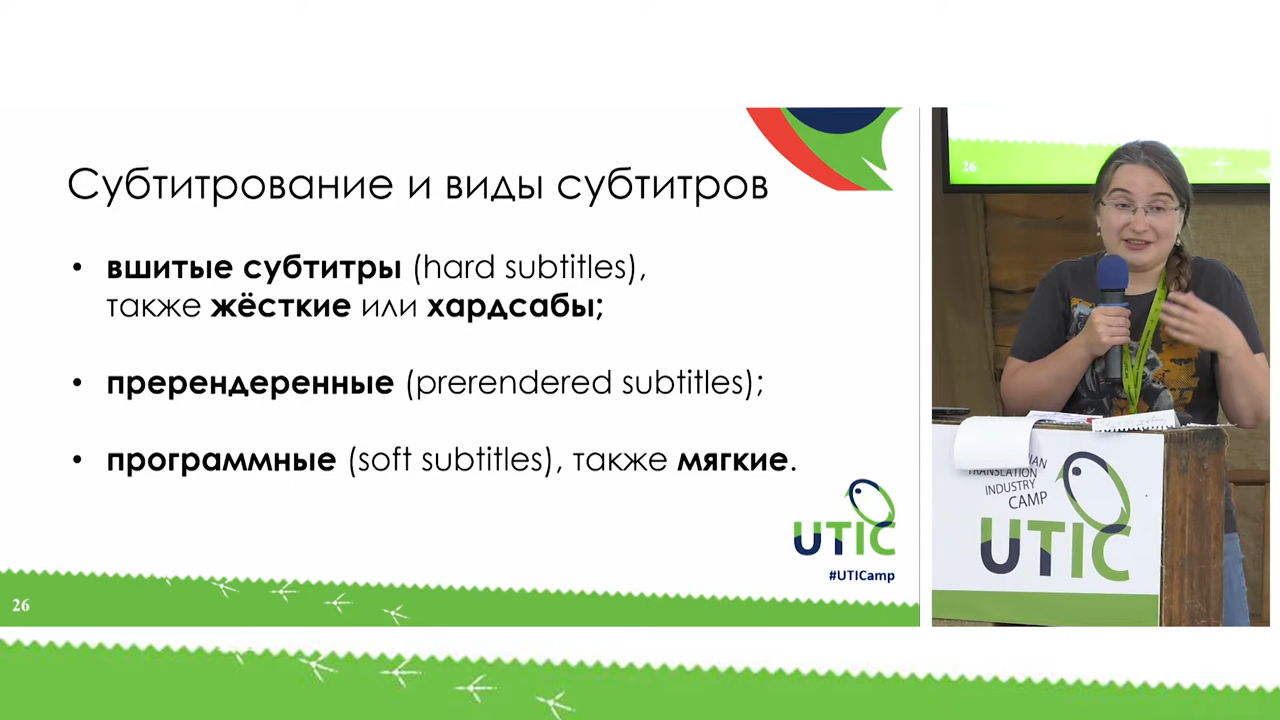 Субтитрование и виды субтитров
• вшитые субтитры (hard subtitles),
также жёсткие или хардсабы;
• пререндеренные (prerendered subtitles);
• программные (soft subtitles), также мягкие.
UTIC
#UTICamp
26
26
TRANSLATION
INDUSTRY
CAMP
UTIC